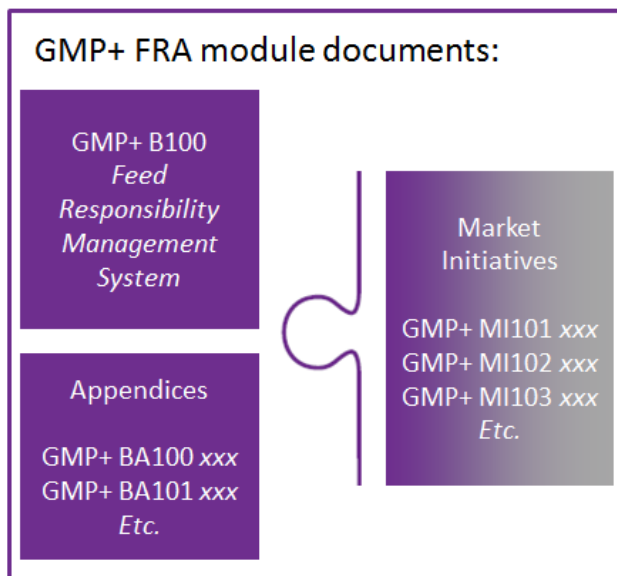 GMP+ FRA module documents:
GMP+ B100
Feed
Responsibility
Management
System
Appendices
GMP+ BA100 xxx
GMP+ BA101 xxx
Etc.
Market
Initiatives
GMP+ MI101 xxx
GMP+ MI102 xxx
GMP+ MI103 xxx
Etc.